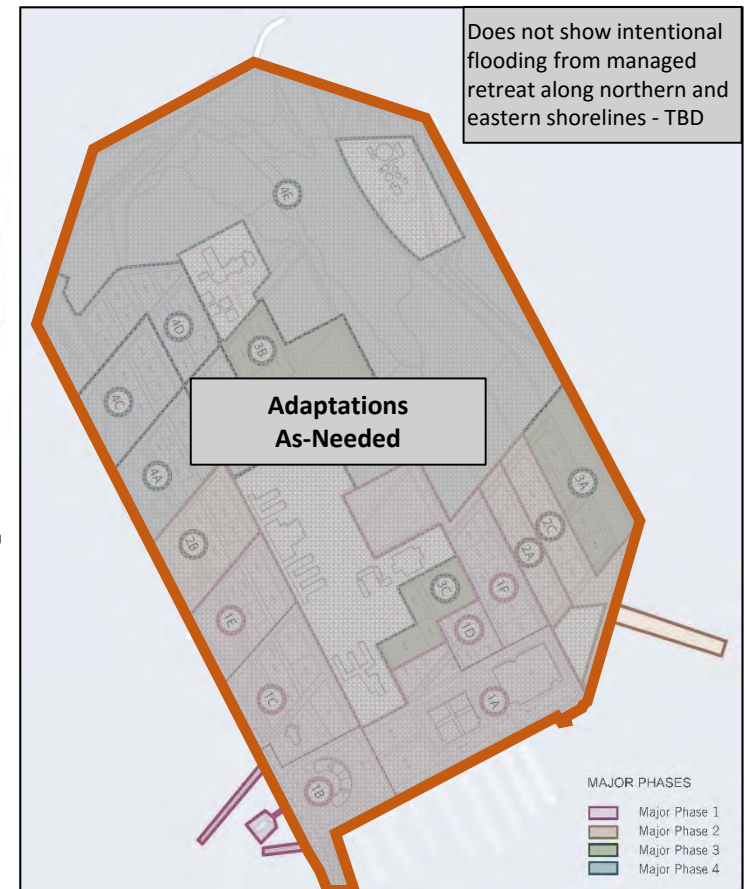 Does not show intentional
flooding from managed
retreat along northern and
eastern shorelines - TBD
4E
4D
3B
4C
Adaptations
As-Needed
4A
3A
2B
2C
2A
1F
1E
3C
1D
1C
1A
1B
MAJOR PHASES
Major Phase 1
Major Phase 2
Major Phase 3
Major Phase 4